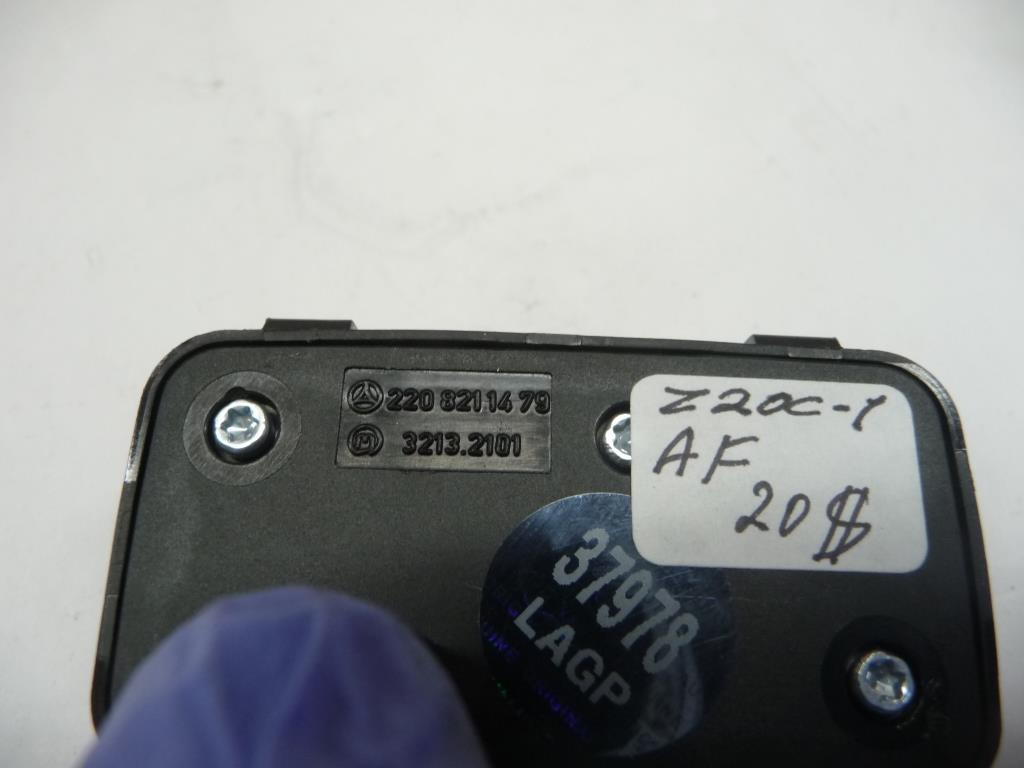 220 821 14 79
M 3213.2101
Z20C-1
AF
20$
37978
LAGP